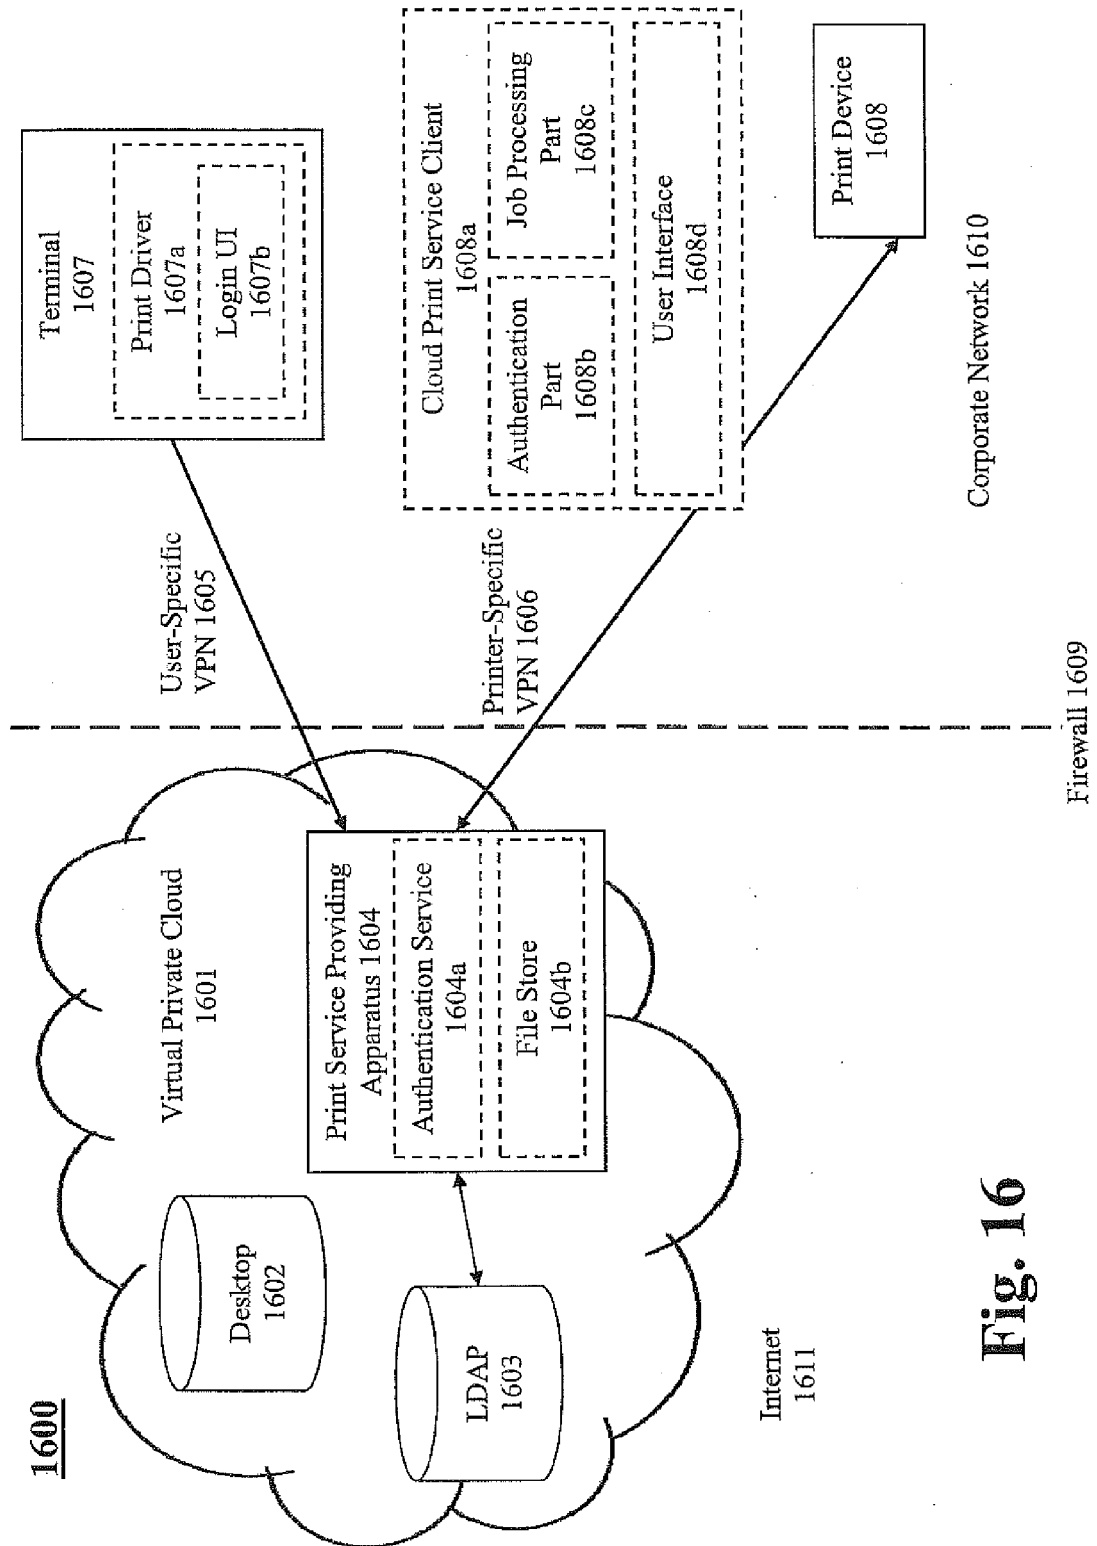 1600
Virtual Private Cloud
1601
Desktop
1602
LDAP
1603
Print Service Providing
Apparatus 1604
Authentication Service
1604a
File Store
1604b
Internet
1611
User-Specific
VPN 1605
Printer-Specific
VPN 1606
Terminal
1607
Print Driver
1607a
Login UI
1607b
Cloud Print Service Client
1608a
Authentication
Part
1608b
Job Processing
Part
1608c
User Interface
1608d
Print Device
1608
Corporate Network 1610
Firewall 1609
Fig. 16